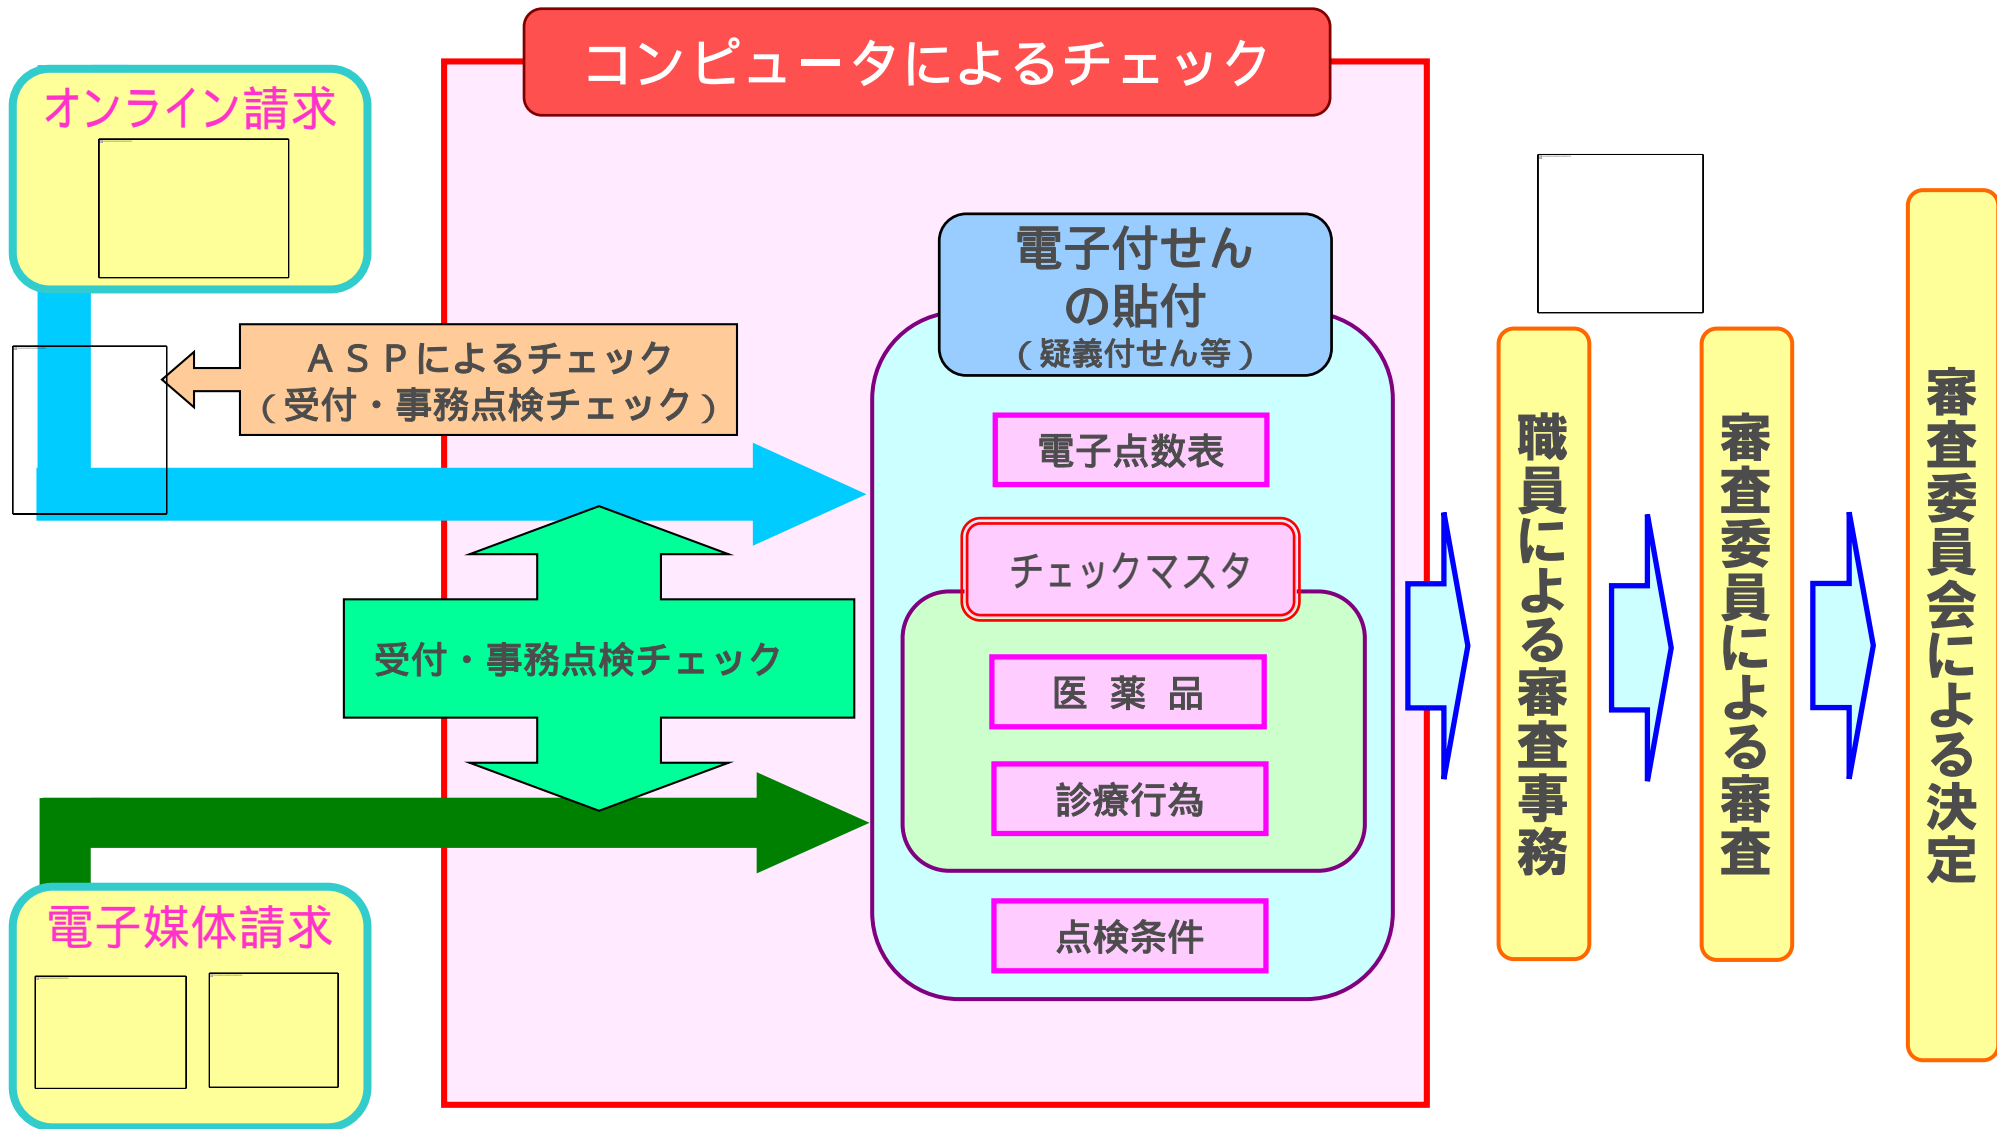 コンピュータによるチェック
オンライン請求
ＡＳＰによるチェック
（受付・事務点検チェック）
受付・事務点検チェック
電子媒体請求
電子付せん
の貼付
（疑義付せん等）
電子点数表
チェックマスタ
医 薬 品
診療行為
点検条件
職員による審査事務
審査委員による審査
審査委員会による決定